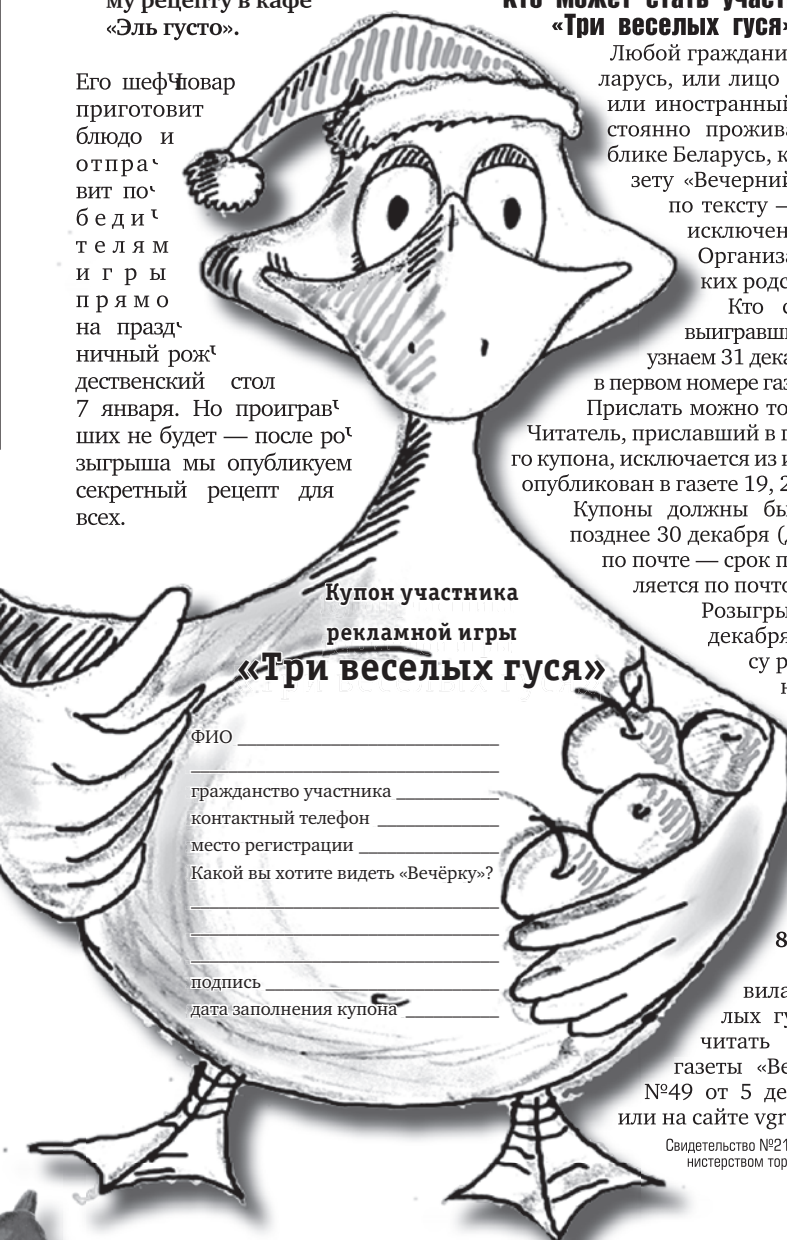 му рецепту в кафе
«Эль густо».
Его шеф-повар
приготовит
блюдо и
отпра-
вит по-
беди-
телям
игры
прямо
на празд-
ничный рож-
дественский стол
7 января. Но проиграв-
ших не будет — после ро-
зыгрыша мы опубликуем
секретный рецепт для
всех.
Кто может стать участ
«Три веселых гуся»
Любой граждани
ларусь, или лицо
или иностранный
стоянно прожива
блике Беларусь, к
зету «Вечерний
по тексту —
исключен
Организа
ких родс
Кто с
выигравш
узнаем 31 дека
в первом номере газ
Прислать можно то
Читатель, приславший в г
го купона, исключается из и
опубликован в газете 19, 2
Купоны должны бы
позднее 30 декабря (
по почте — срок п
ляется по почто
Розыгры
декабря
су р
Купон участника
рекламной игры
«Три веселых гуся»
ФИО
гражданство участника
контактный телефон
место регистрации
Какой вы хотите видеть «Вечёрку»?
подпись
дата заполнения купона
8
вила
лых гу
читать
газеты «Ве
№49 от 5 де
или на сайте vgr
Свидетельство №21
нистерством тор